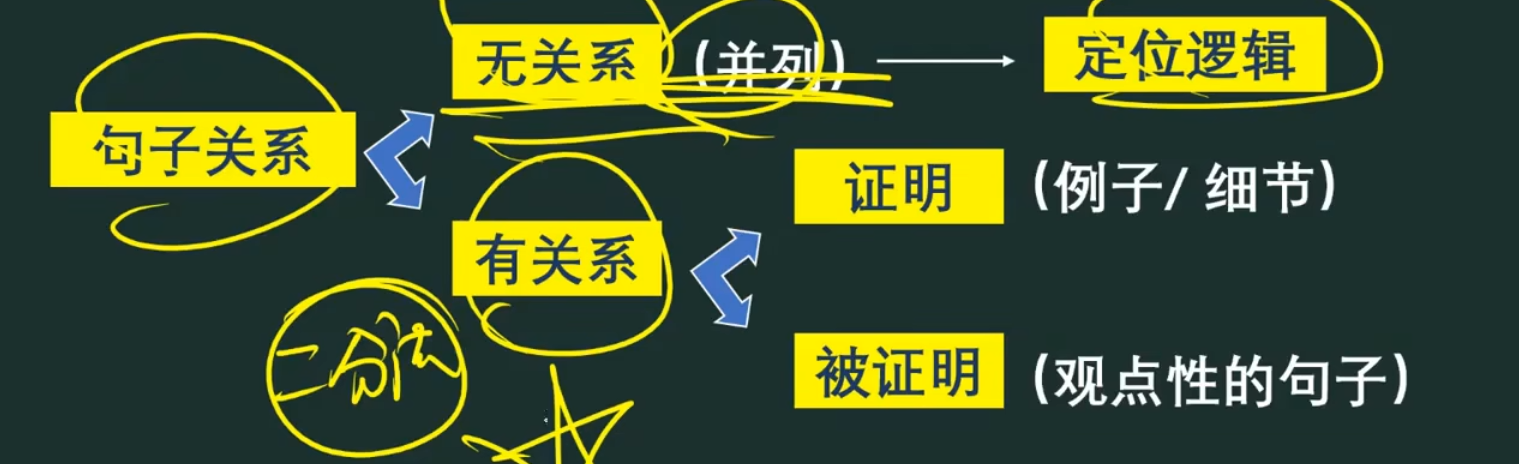 无关系 (并列) 定位逻辑
句子关系
证明 (例子/ 细节)
有关系
二分法
被证明 (观点性的句子)